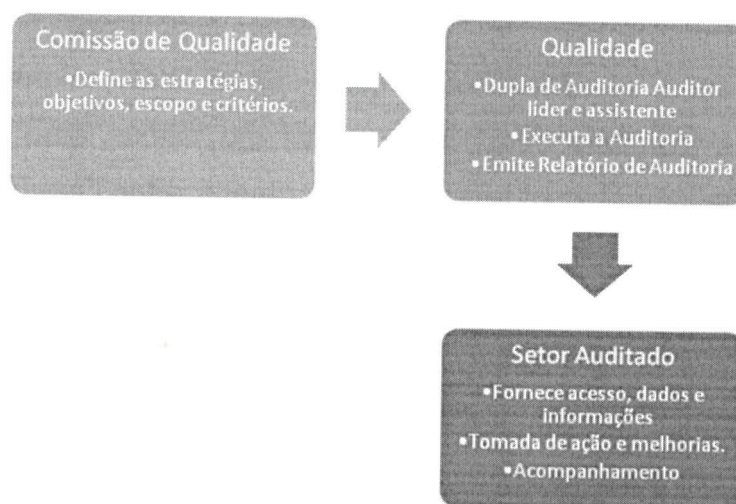 Comissão de Qualidade
•Define as estratégias,
objetivos, escopo e critérios.
Qualidade
•Dupla de Auditoria Auditor
líder e assistente
•Executa a Auditoria
•Emite Relatório de Auditoria
Setor Auditado
•Fornece acesso, dados e
informações
•Tomada de ação e melhorias.
•Acompanhamento